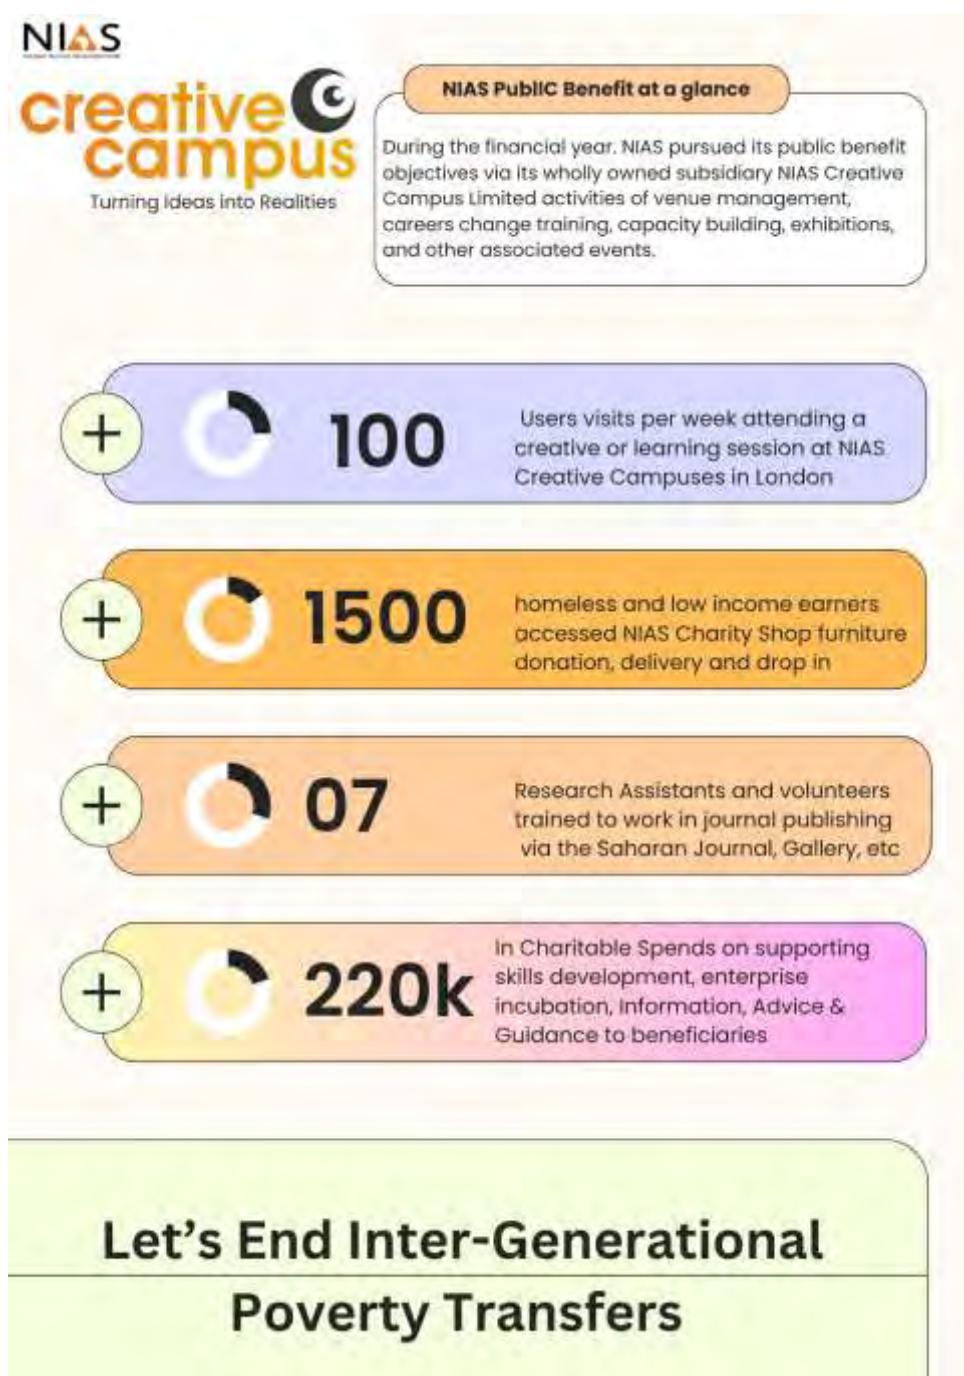 NIAS
creative
campus
Turning Ideas into Realities
NIAS PublIC Benefit at a glance
During the financial year. NIAS pursued its public benefit
objectives via its wholly owned subsidiary NIAS Creative
Campus Limited activities of venue management,
careers change training, capacity building, exhibitions,
and other associated events.
+
100
Users visits per week attending a
creative or learning session at NIAS
Creative Campuses in London
+
1500
homeless and low income earners
accessed NIAS Charity Shop furniture
donation, delivery and drop in
+
07
Research Assistants and volunteers
trained to work in journal publishing
via the Saharan Journal, Gallery, etc
+
220k
In Charitable Spends on supporting
skills development, enterprise
incubation, Information, Advice &
Guidance to beneficiaries
Let's End Inter-Generational
Poverty Transfers